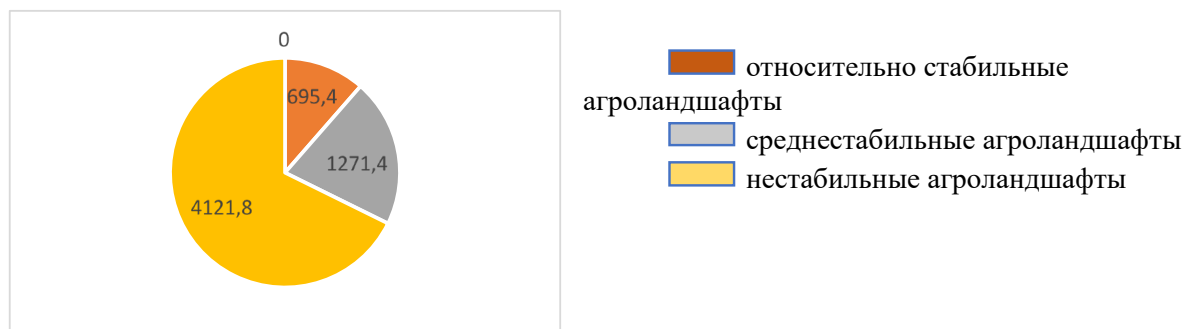 0
695,4
1271,4
4121,8
относительно стабильные
агроландшафты
среднестабильные агроландшафты
нестабильные агроландшафты